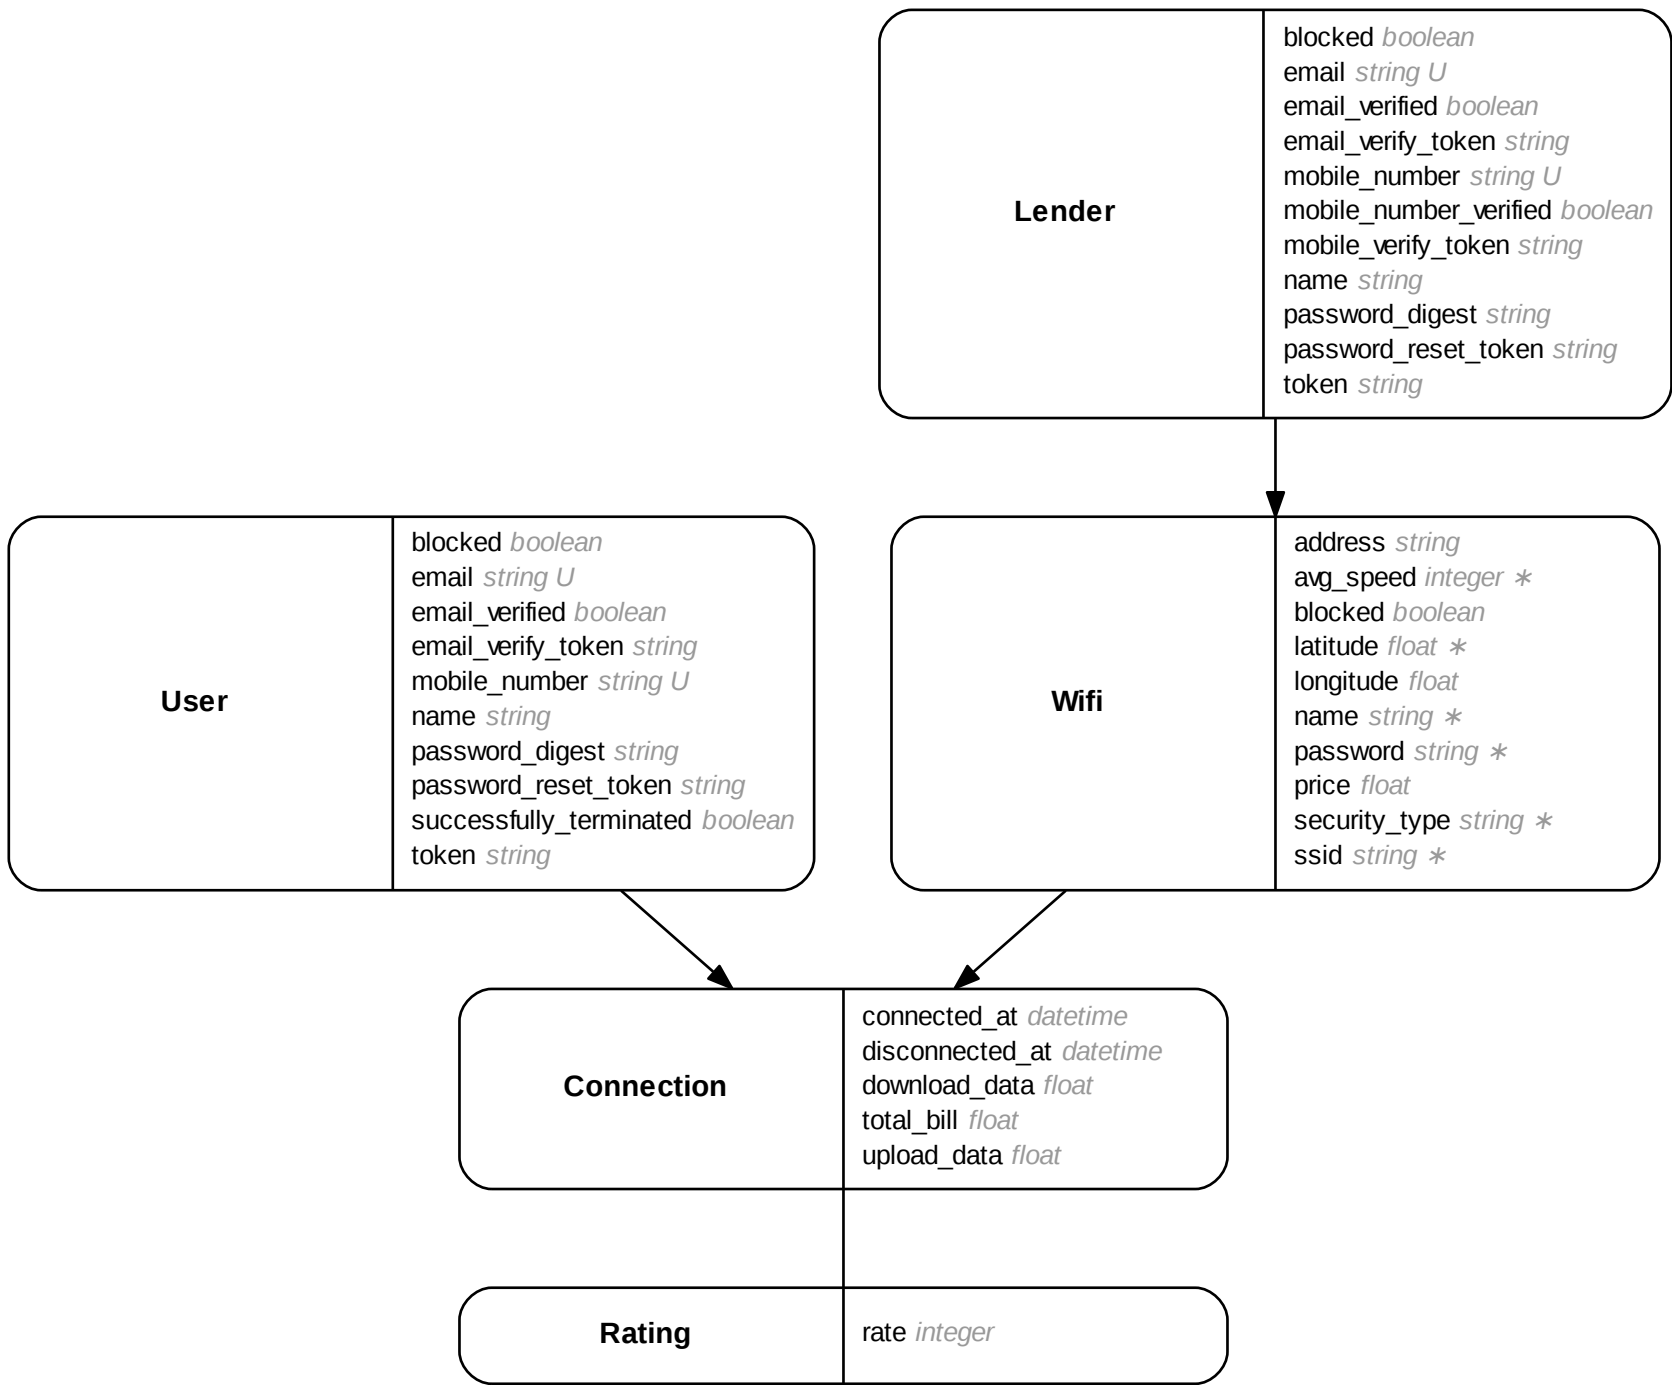 Lender
blocked boolean
email string U
email_verified boolean
email_verify_token string
mobile_number string U
mobile_number_verified boolean
mobile_verify_token string
name string
password_digest string
password_reset_token string
token string
User
blocked boolean
email string U
email_verified boolean
email_verify_token string
mobile_number string U
name string
password_digest string
password_reset_token string
successfully_terminated boolean
token string
Wifi
address string
avg_speed integer ∗
blocked boolean
latitude float ∗
longitude float
name string ∗
password string ∗
price float
security_type string ∗
ssid string ∗
Connection
connected_at datetime
disconnected_at datetime
download_data float
total_bill float
upload_data float
Rating
rate integer